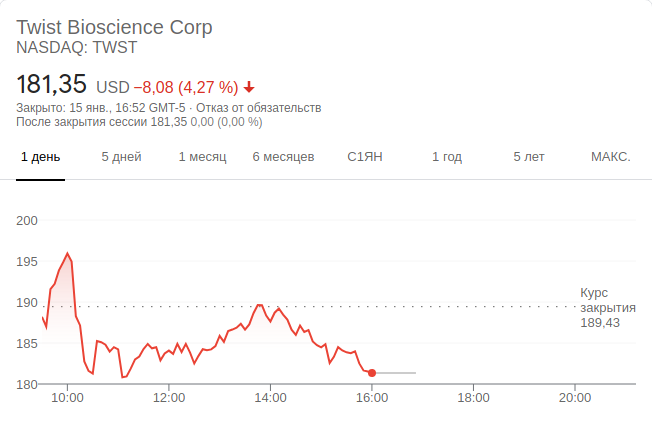 Twist Bioscience Corp
NASDAQ: TWST
181,35 USD −8,08 (4,27 %)
Закрыто: 15 янв., 16:52 GMT-5 · Отказ от обязательств
После закрытия сессии 181,35 0,00 (0,00 %)
1 день 5 дней 1 месяц 6 месяцев С1ЯН 1 год 5 лет МАКС.
200
195
190
185
180
Курс
закрытия
189,43
10:00 12:00 14:00 16:00 18:00 20:00